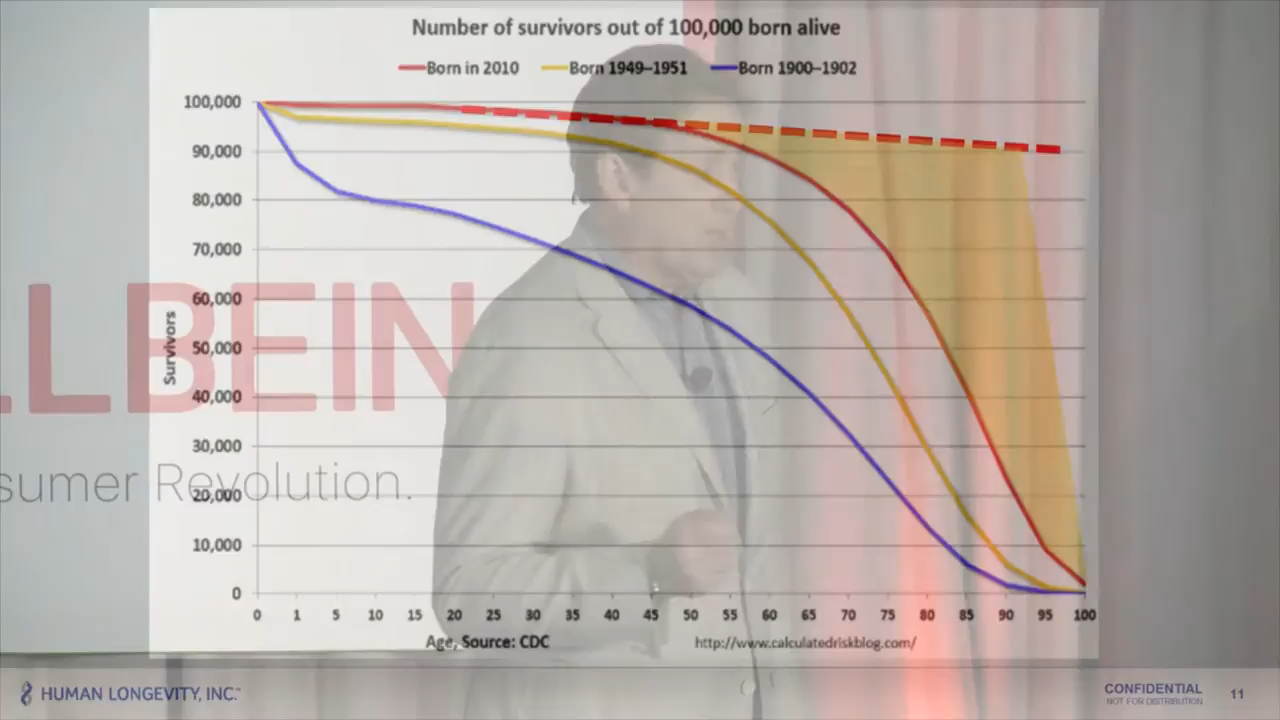 Number of survivors out of 100,000 born alive
Born in 2010 Born 1949–1951 Born 1900–1902
100,000
90,000
80,000
70,000
60,000
50,000
40,000
30,000
20,000
10,000
0
Survivors
0 1 5 10 15 20 25 30 35 40 45 50 55 60 65 70 75 80 85 90 95 100
Age, Source: CDC
http://www.calculatedriskblog.com/
LLBEIN
sumer Revolution.
HUMAN LONGEVITY, INC.™
CONFIDENTIAL
NOT FOR DISTRIBUTION
11